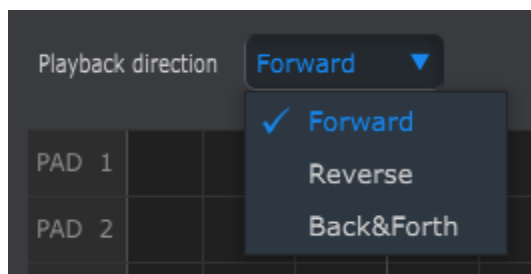 Playback direction Forward
Forward
PAD 1
Reverse
PAD 2
Back&Forth